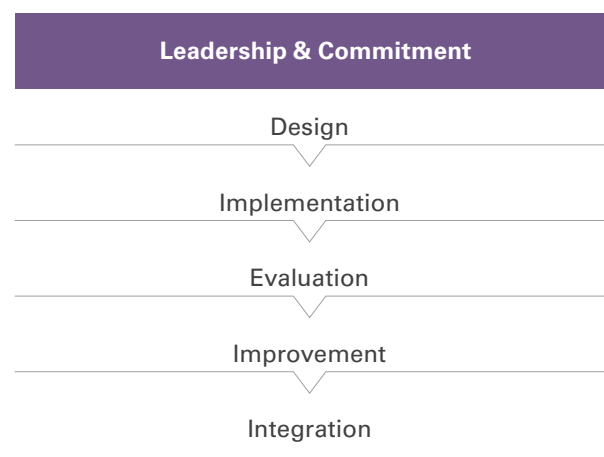 Leadership & Commitment
Design
Implementation
Evaluation
Improvement
Integration